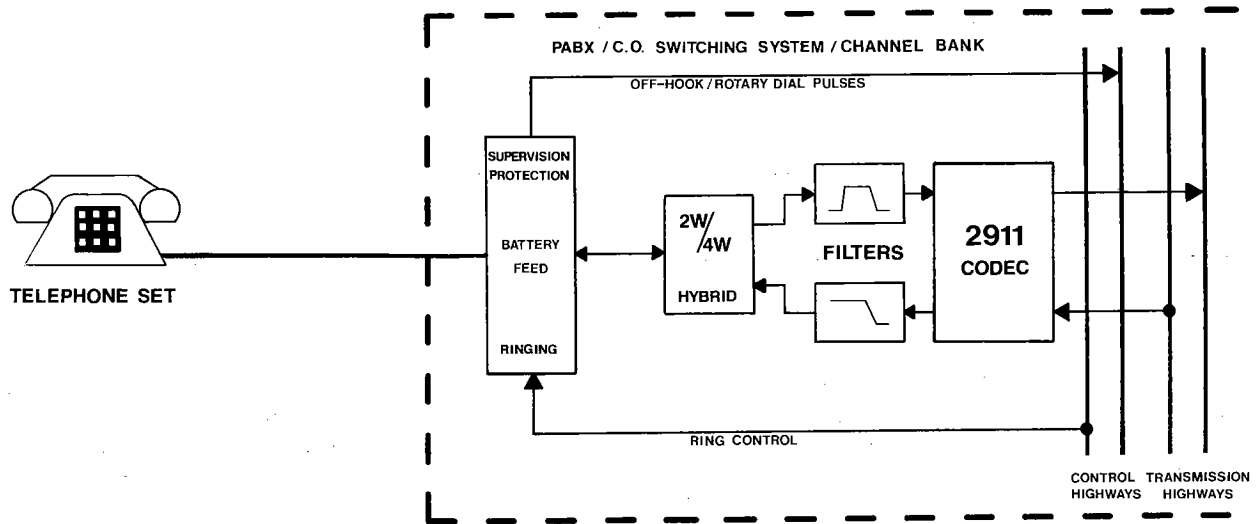 PABX / C.O. SWITCHING SYSTEM / CHANNEL BANK
OFF-HOOK/ROTARY DIAL PULSES
SUPERVISION
PROTECTION
BATTERY
FEED
RINGING
2W/
4W
HYBRID
FILTERS
2911
CODEC
TELEPHONE SET
RING CONTROL
CONTROL
HIGHWAYS
TRANSMISSION
HIGHWAYS